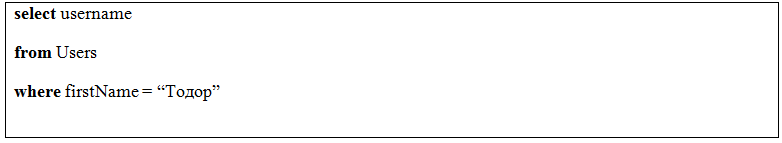 select username
from Users
where firstName = “Тодор”